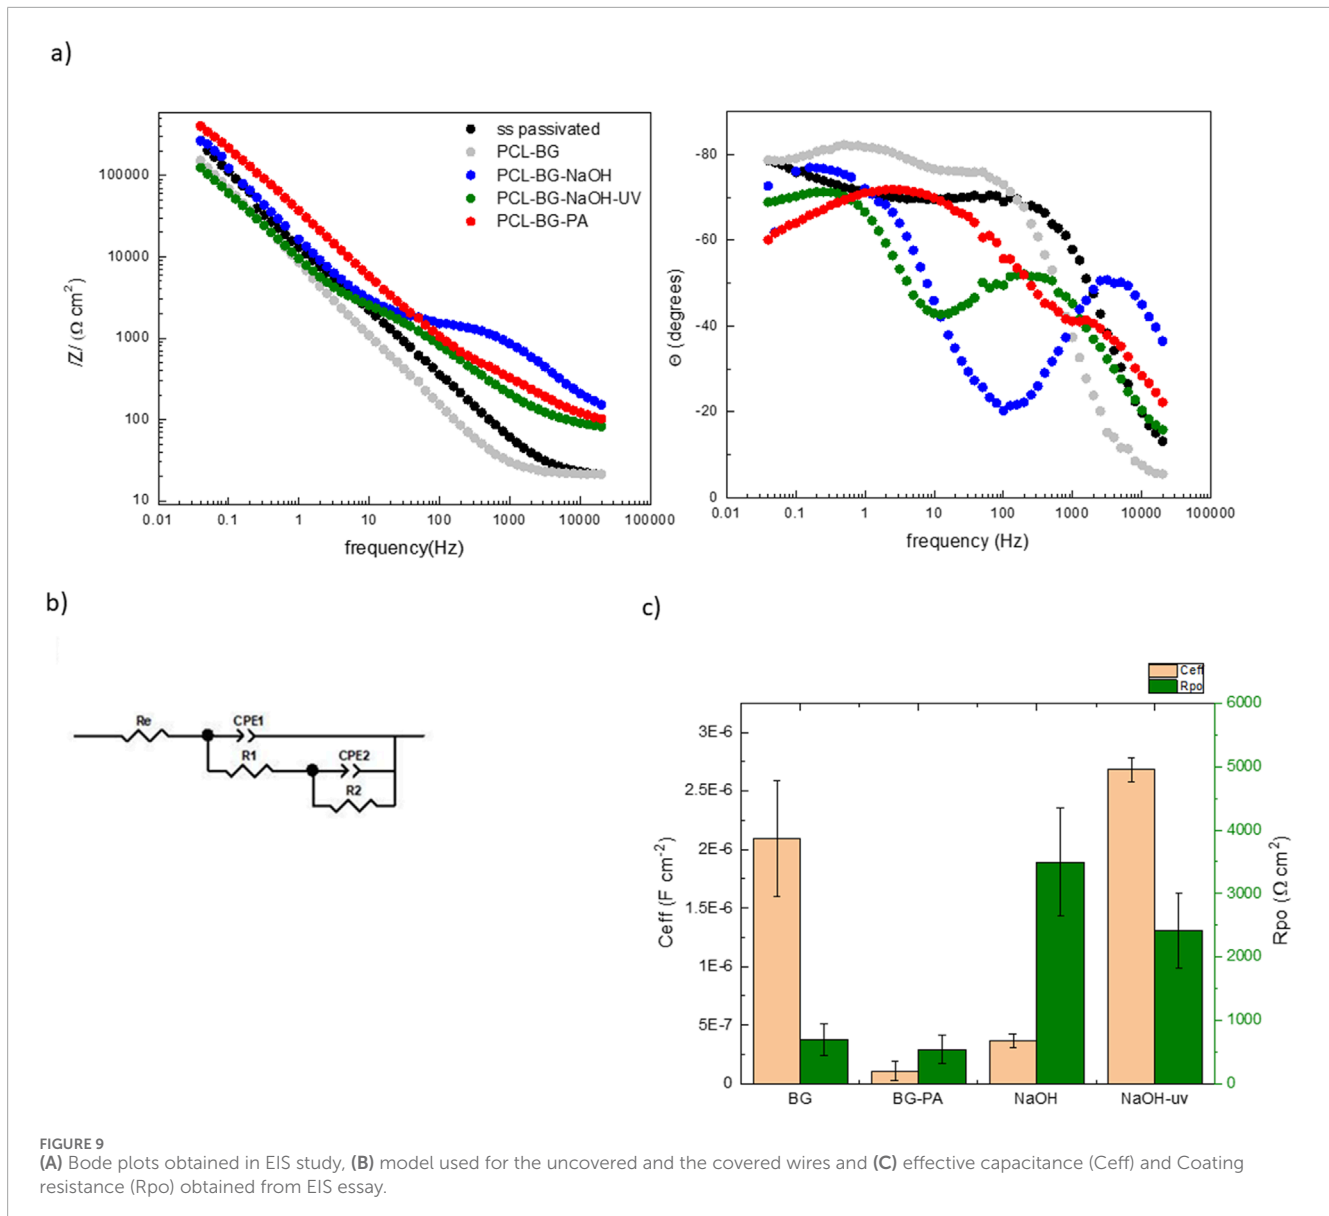 a)
ss passivated
PCL-BG
PCL-BG-NaOH
PCL-BG-NaOH-UV
PCL-BG-PA
/Z/ (Ω cm²)
100000
10000
1000
100
10
0.01 0.1 1 10 100 1000 10000 100000
frequency(Hz)
Θ (degrees)
-80
-60
-40
-20
0
0.01 0.1 1 10 100 1000 10000 100000
frequency (Hz)
b)
Re
CPE1
R1
CPE2
R2
c)
Ceff
Rpo
Ceff (F cm⁻²)
3E-6
2.5E-6
2E-6
1.5E-6
1E-6
5E-7
0
6000
5000
4000
3000
2000
1000
0
Rpo (Ω cm²)
BG BG-PA NaOH NaOH-uv
FIGURE 9
(A) Bode plots obtained in EIS study, (B) model used for the uncovered and the covered wires and (C) effective capacitance (Ceff) and Coating
resistance (Rpo) obtained from EIS essay.